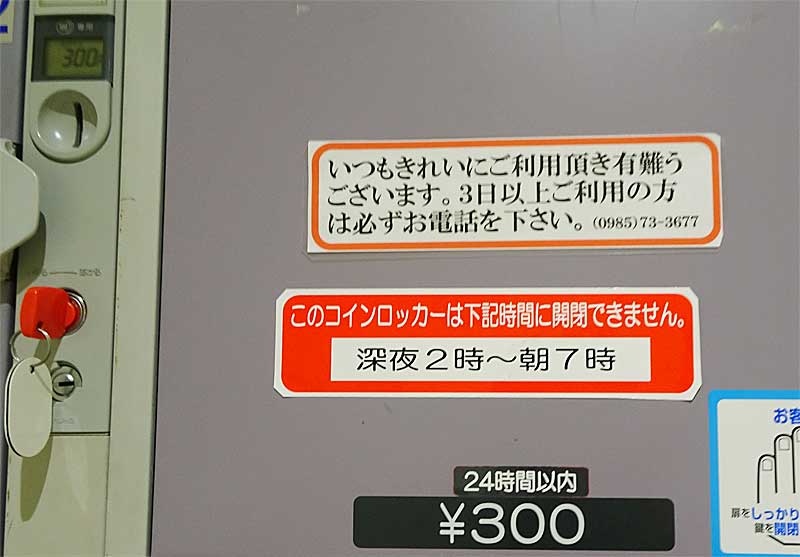 専用
300
いつもきれいにご利用頂き有難う
ございます。3日以上ご利用の方
は必ずお電話を下さい。(0985)73-3677
このコインロッカーは下記時間に開閉できません。
深夜2時~朝7時
24時間以内
¥300
お客
扉をしっかり
鍵を開閉